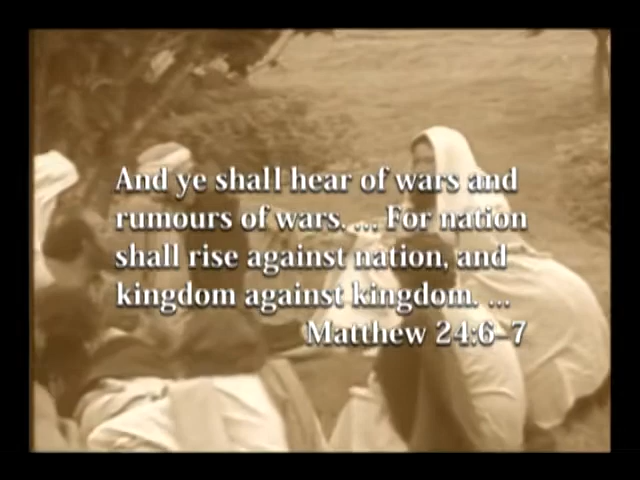 And ye shall hear of wars and
rumours of wars. ... For nation
shall rise against nation, and
kingdom against kingdom. ...
Matthew 24:6–7